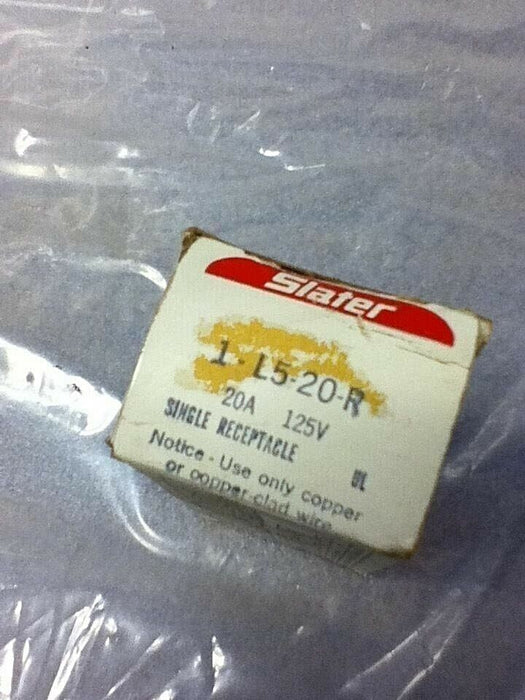 Slater
1-L5-20-R
20A 125V
SINGLE RECEPTACLE
UL
Notice - Use only copper
or copper-clad wire